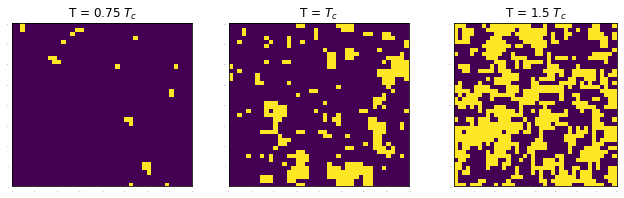 T = 0.75 T_c
T = T_c
T = 1.5 T_c